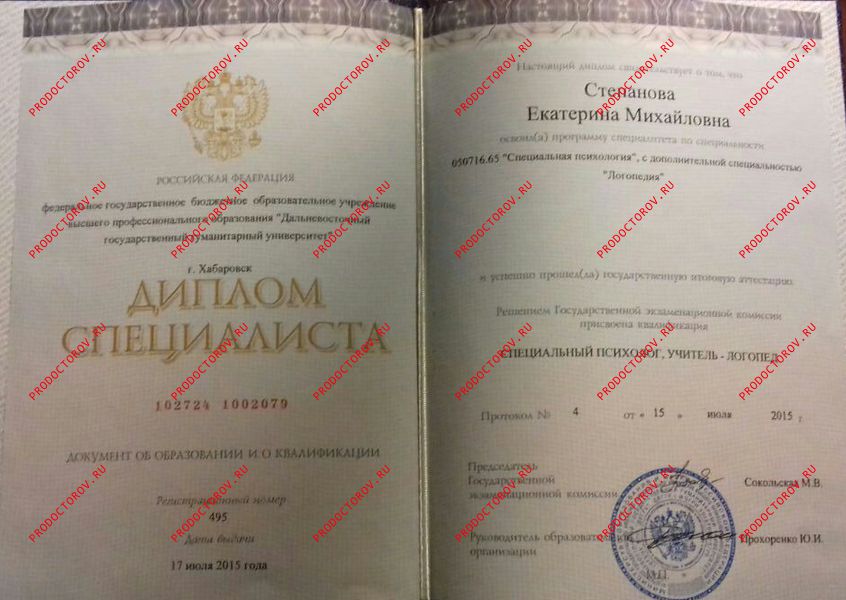 РОССИЙСКАЯ ФЕДЕРАЦИЯ
федеральное государственное бюджетное образовательное учреждение
высшего профессионального образования "Дальневосточный
государственный гуманитарный университет"
г. Хабаровск
ДИПЛОМ
СПЕЦИАЛИСТА
102724 1002079
ДОКУМЕНТ ОБ ОБРАЗОВАНИИ И О КВАЛИФИКАЦИИ
Регистрационный номер
495
Дата выдачи
17 июля 2015 года
Настоящий диплом свидетельствует о том, что
Степанова
Екатерина Михайловна
освоил(а) программу специалитета по специальности
050716.65 "Специальная психология", с дополнительной специальностью
"Логопедия"
и успешно прошел(ла) государственную итоговую аттестацию
Решением Государственной экзаменационной комиссии
присвоена квалификация
СПЕЦИАЛЬНЫЙ ПСИХОЛОГ, УЧИТЕЛЬ - ЛОГОПЕД
Протокол № 4 от « 15 » июля 2015 г.
Председатель
Государственной
экзаменационной комиссии
Сокольская М.В.
Руководитель образовательной
организации
Прохоренко Ю.И.
М.П.
PRODOCTOROV.RU